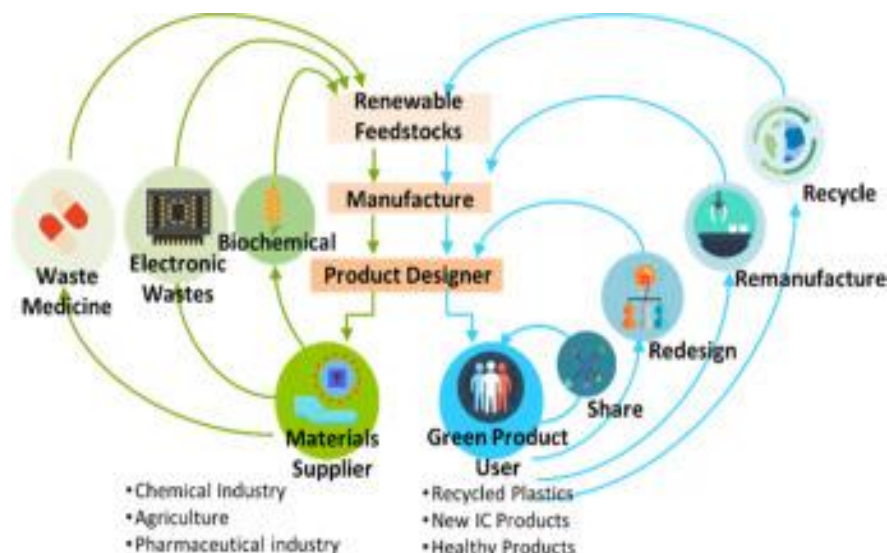 Renewable
Feedstocks
Manufacture
Product Designer
Waste
Medicine
Electronic
Wastes
Biochemical
Recycle
Remanufacture
Redesign
Share
Materials
Supplier
Green Product
User
•Chemical Industry
•Agriculture
•Pharmaceutical industry
•Recycled Plastics
•New IC Products
•Healthy Products